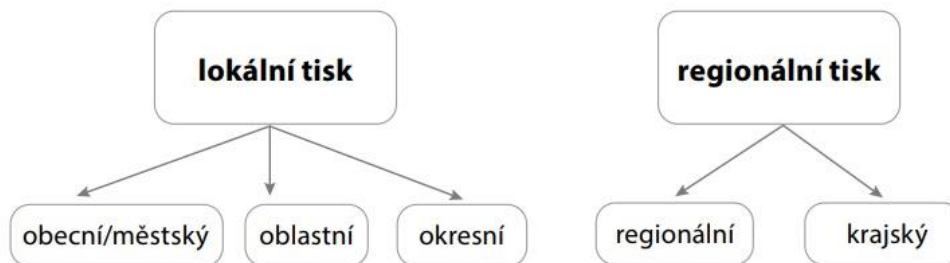 lokální tisk
regionální tisk
obecní/městský
oblastní
okresní
regionální
krajský